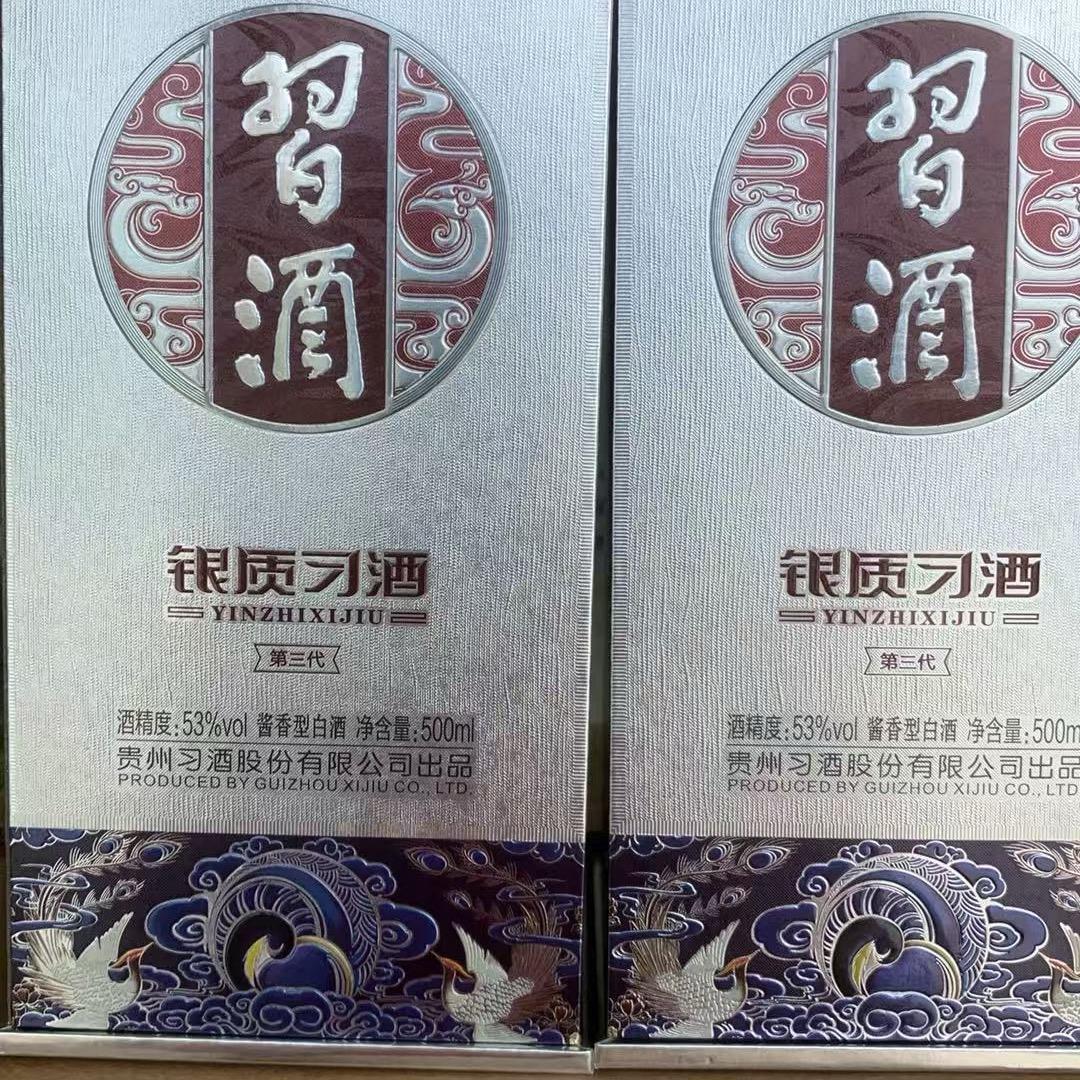 習酒
银质习酒
YINZHIXIJIU
第三代
酒精度:53%vol 酱香型白酒 净含量:500ml
贵州习酒股份有限公司出品
PRODUCED BY GUIZHOU XIJIU CO., LTD.
習酒
银质习酒
YINZHIXIJIU
第三代
酒精度:53%vol 酱香型白酒 净含量:500m
贵州习酒股份有限公司出品
PRODUCED BY GUIZHOU XIJIU CO., LTD